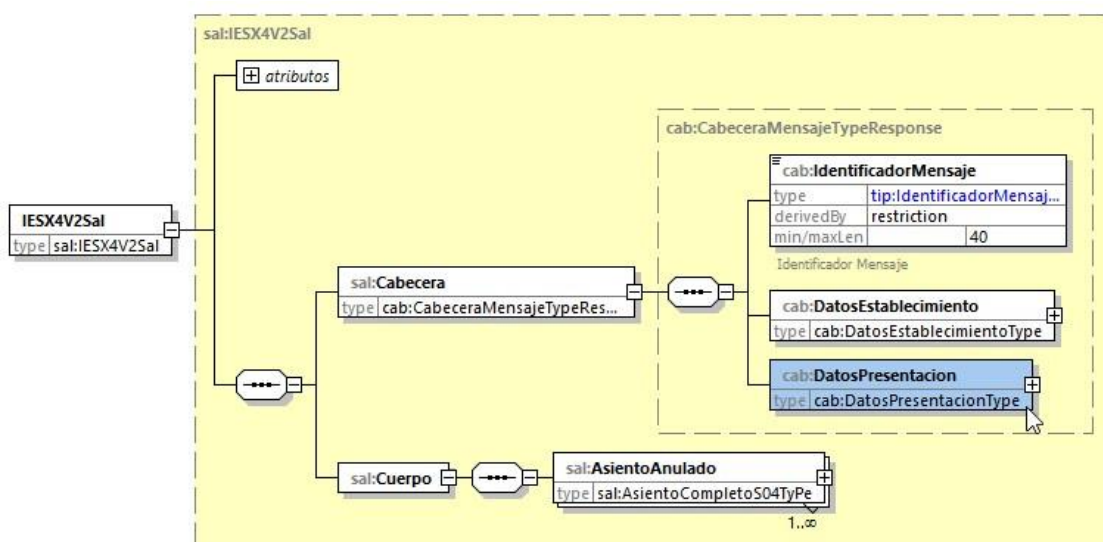 sal:IESX4V2Sal
atributos
cab:CabeceraMensajeTypeResponse
cab:IdentificadorMensaje
type tip:IdentificadorMensaj...
derivedBy restriction
min/maxLen 40
Identificador Mensaje
IESX4V2Sal
type sal:IESX4V2Sal
sal:Cabecera
type cab:CabeceraMensajeTypeRes...
cab:DatosEstablecimiento
type cab:DatosEstablecimientoType
cab:DatosPresentacion
type cab:DatosPresentacionType
sal:Cuerpo
sal:AsientoAnulado
type sal:AsientoCompletoS04TyPe
1..∞